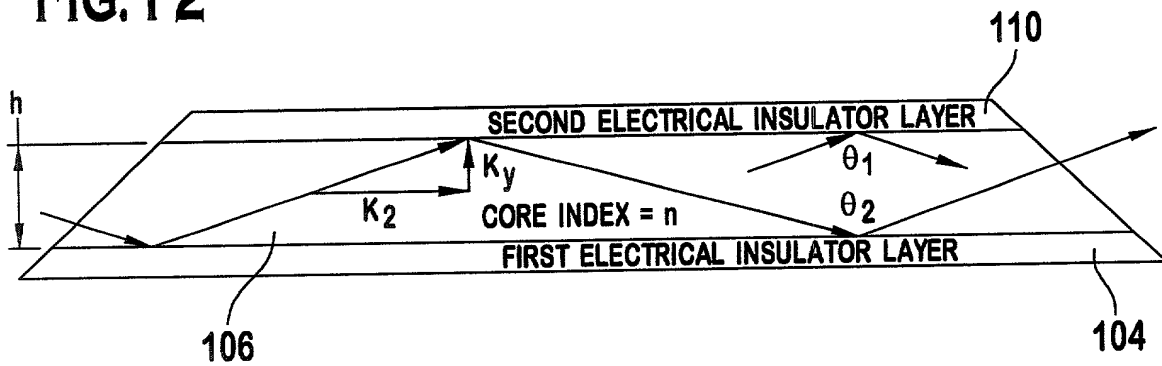 FIG. 12
110
h
SECOND ELECTRICAL INSULATOR LAYER
Ky
θ1
K2
θ2
CORE INDEX = n
FIRST ELECTRICAL INSULATOR LAYER
106
104